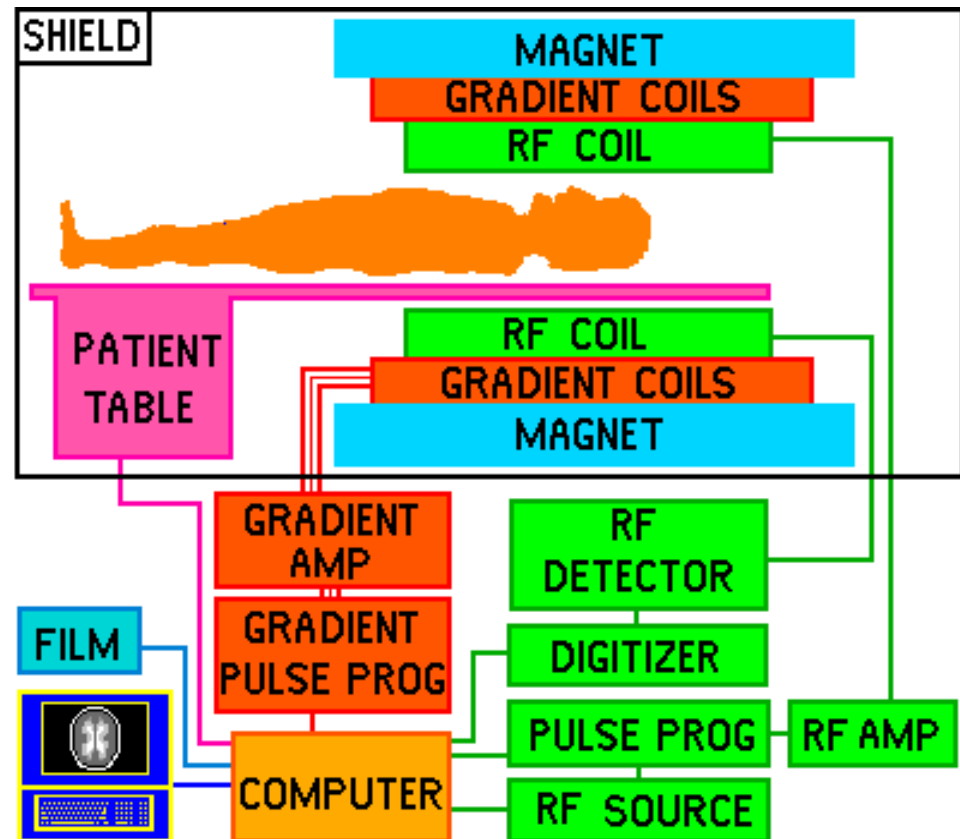 SHIELD
MAGNET
GRADIENT COILS
RF COIL
RF COIL
GRADIENT COILS
MAGNET
PATIENT
TABLE
GRADIENT
AMP
RF
DETECTOR
GRADIENT
PULSE PROG
FILM
DIGITIZER
PULSE PROG
RF AMP
COMPUTER
RF SOURCE